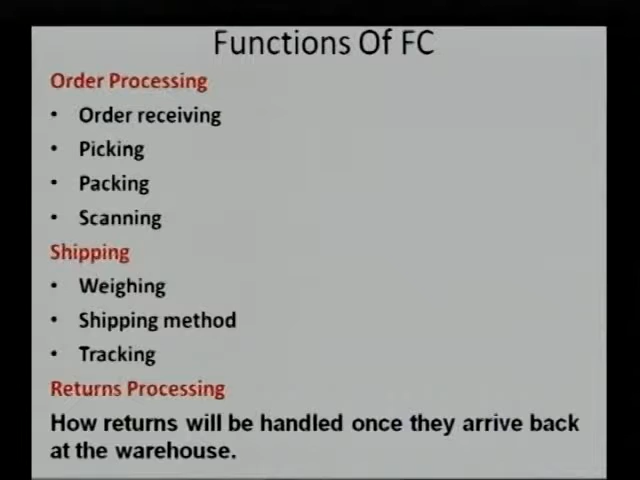 Functions Of FC
Order Processing
• Order receiving
• Picking
• Packing
• Scanning
Shipping
• Weighing
• Shipping method
• Tracking
Returns Processing
How returns will be handled once they arrive back
at the warehouse.